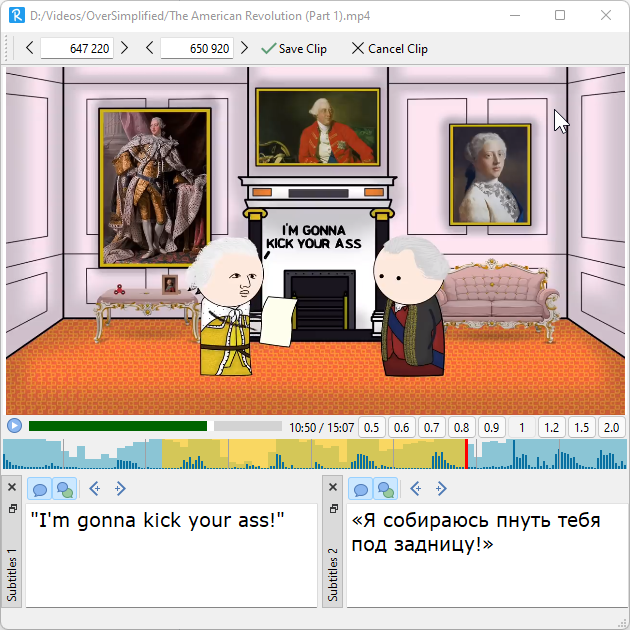 D:/Videos/OverSimplified/The American Revolution (Part 1).mp4
647 220
650 920
Save Clip
Cancel Clip
I'M GONNA
KICK YOUR ASS
10:50 / 15:07
0.5 0.6 0.7 0.8 0.9 1 1.2 1.5 2.0
Subtitles 1
"I'm gonna kick your ass!"
Subtitles 2
«Я собираюсь пнуть тебя
под задницу!»